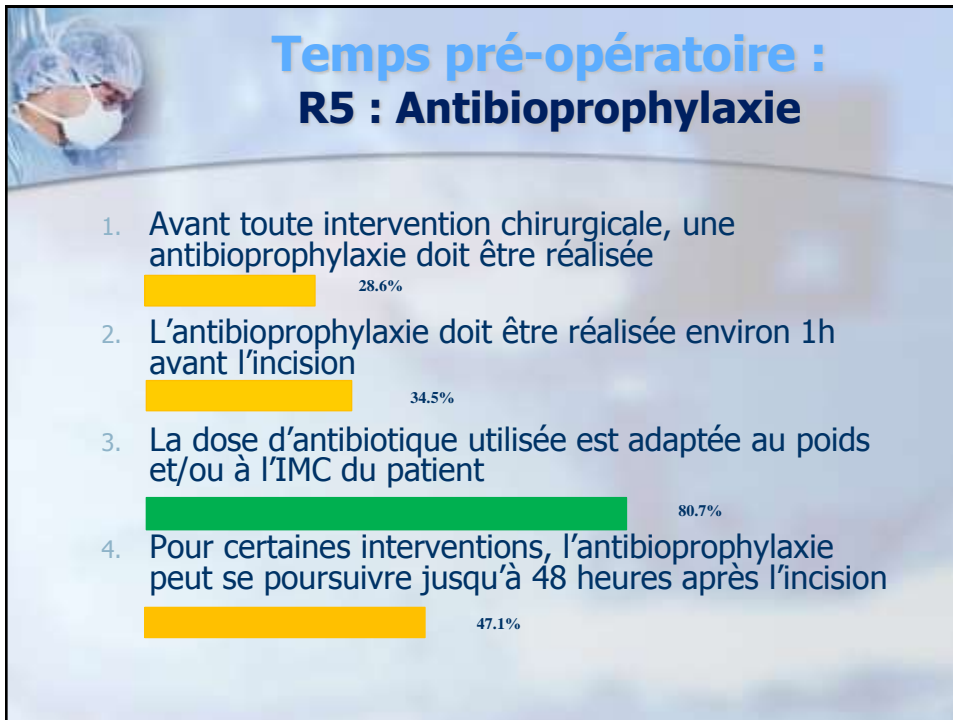 Temps pré-opératoire :
R5 : Antibioprophylaxie
1. Avant toute intervention chirurgicale, une
antibioprophylaxie doit être réalisée
28.6%
2. L’antibioprophylaxie doit être réalisée environ 1h
avant l’incision
34.5%
3. La dose d’antibiotique utilisée est adaptée au poids
et/ou à l’IMC du patient
80.7%
4. Pour certaines interventions, l’antibioprophylaxie
peut se poursuivre jusqu’à 48 heures après l’incision
47.1%